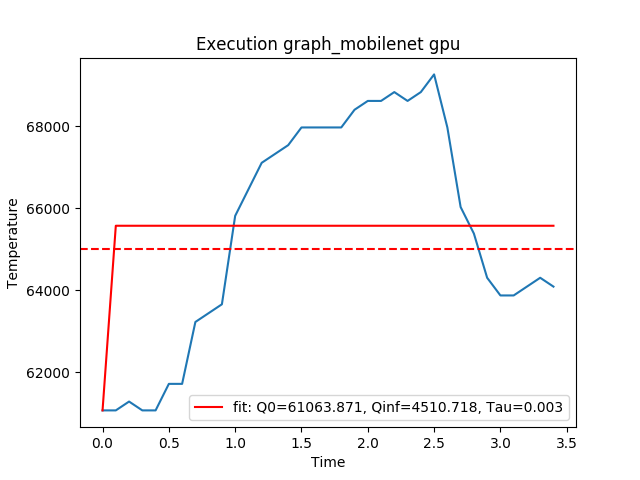 Execution graph_mobilenet gpu
Temperature
68000
66000
64000
62000
fit: Q0=61063.871, Qinf=4510.718, Tau=0.003
0.0 0.5 1.0 1.5 2.0 2.5 3.0 3.5
Time